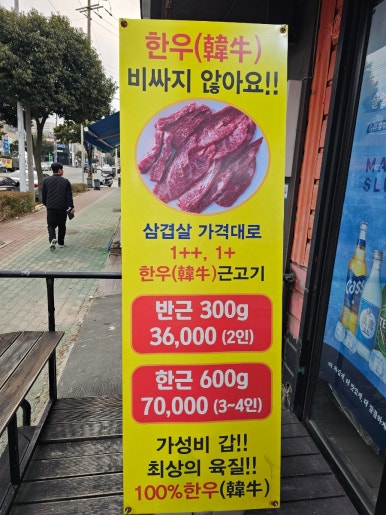 한우(韓牛)
비싸지 않아요!!
삼겹살 가격대로
1++, 1+
한우(韓牛)근고기
반근 300g
36,000 (2인)
한근 600g
70,000 (3~4인)
가성비 갑!!
최상의 육질!!
100%한우(韓牛)
Cass